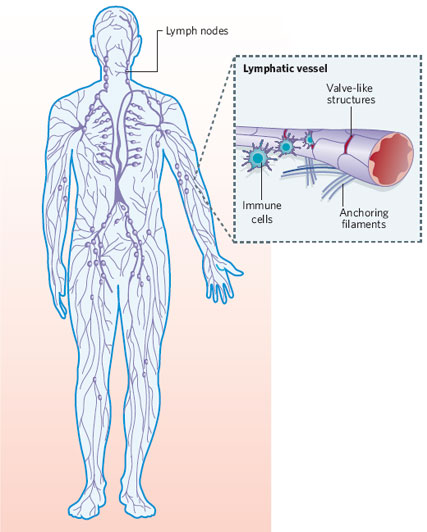 Lymph nodes
Lymphatic vessel
Valve-like
structures
Immune
cells
Anchoring
filaments